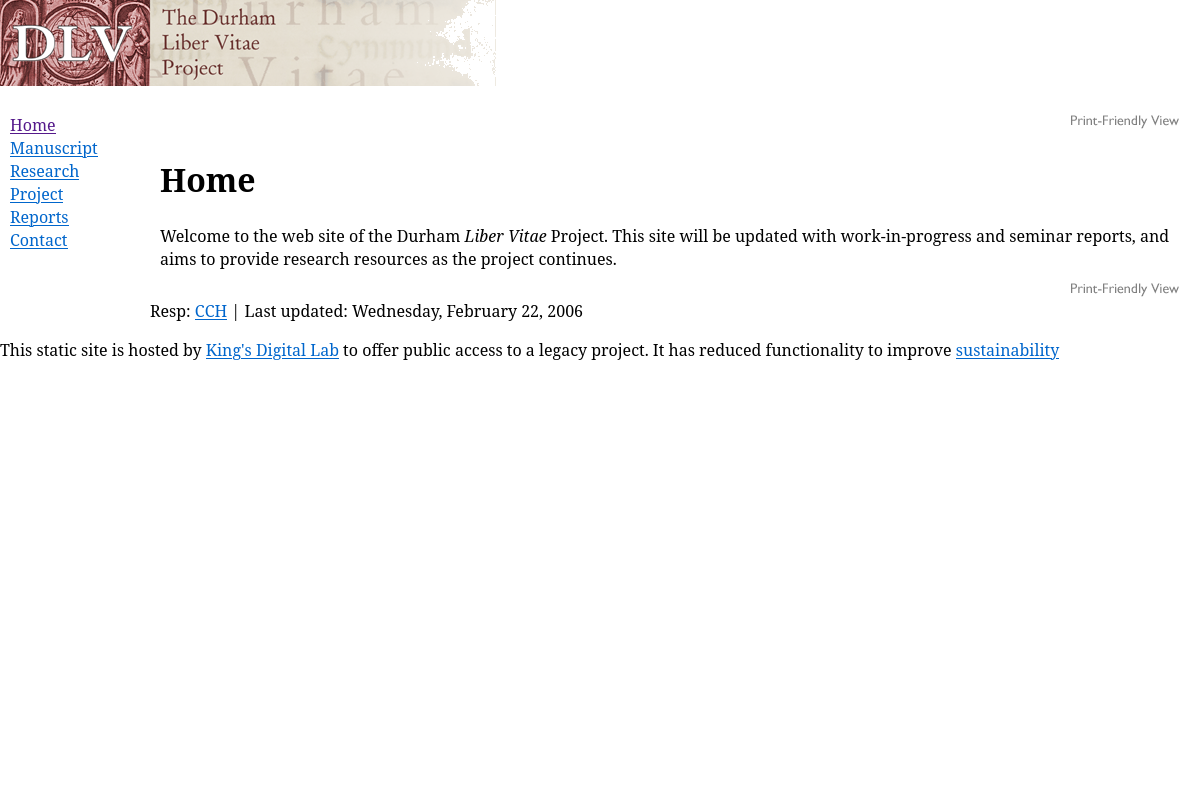 DLV
The Durham
Liber Vitae
Project
Home
Manuscript
Research
Project
Reports
Contact
Print-Friendly View
Home
Welcome to the web site of the Durham Liber Vitae Project. This site will be updated with work-in-progress and seminar reports, and
aims to provide research resources as the project continues.
Print-Friendly View
Resp: CCH | Last updated: Wednesday, February 22, 2006
This static site is hosted by King's Digital Lab to offer public access to a legacy project. It has reduced functionality to improve sustainability